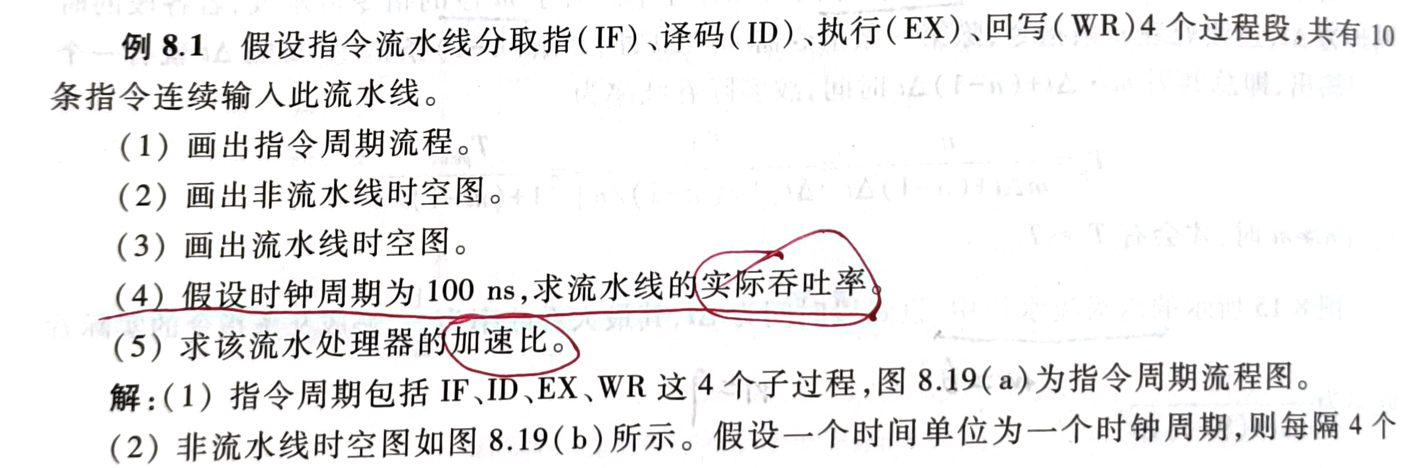 例 8.1 假设指令流水线分取指(IF)、译码(ID)、执行(EX)、回写(WR)4 个过程段,共有 10
条指令连续输入此流水线。
(1) 画出指令周期流程。
(2) 画出非流水线时空图。
(3) 画出流水线时空图。
(4) 假设时钟周期为 100 ns,求流水线的实际吞吐率。
(5) 求该流水处理器的加速比。
解:(1) 指令周期包括 IF、ID、EX、WR 这 4 个子过程,图 8.19(a)为指令周期流程图。
(2) 非流水线时空图如图 8.19(b)所示。假设一个时间单位为一个时钟周期,则每隔 4 个